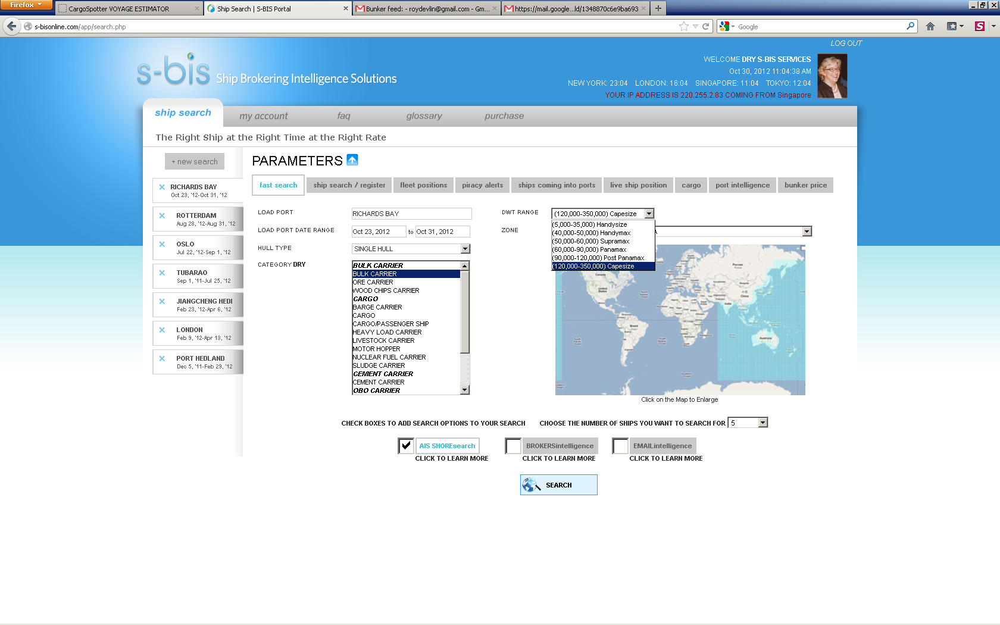 Firefox
CargoSpotter VOYAGE ESTIMATOR
Ship Search | S-BIS Portal
Bunker feed: - roydevlin@gmail.com - Gm...
https://mail.google...ld/1348870c6e9ba693
s-bisonline.com/app/search.php
Google
LOG OUT
s-bis Ship Brokering Intelligence Solutions
WELCOME DRY S-BIS SERVICES
Oct 30, 2012 11:04:38 AM
NEW YORK: 23:04 LONDON: 16:04 SINGAPORE: 11:04 TOKYO: 12:04
YOUR IP ADDRESS IS 220.255.2.83 COMING FROM Singapore
ship search
my account
faq
glossary
purchase
The Right Ship at the Right Time at the Right Rate
+ new search
RICHARDS BAY
Oct 23, '12-Oct 31, '12
ROTTERDAM
Aug 28, '12-Aug 31, '12
OSLO
Jul 22, '12-Sep 1, '12
TUBARAO
Sep 1, '11-Jul 25, '12
JIANGCHENG HEDI
Feb 23, '12-Apr 6, '12
LONDON
Feb 9, '12-Apr 13, '12
PORT HEDLAND
Dec 5, '11-Feb 29, '12
PARAMETERS
fast search
ship search / register
fleet positions
piracy alerts
ships coming into ports
live ship position
cargo
port intelligence
bunker price
LOAD PORT
RICHARDS BAY
LOAD PORT DATE RANGE
Oct 23, 2012 to Oct 31, 2012
HULL TYPE
SINGLE HULL
CATEGORY DRY
BULK CARRIER
BULK CARRIER
ORE CARRIER
WOOD CHIPS CARRIER
CARGO
BARGE CARRIER
CARGO
CARGO/PASSENGER SHIP
HEAVY LOAD CARRIER
LIVESTOCK CARRIER
MOTOR HOPPER
NUCLEAR FUEL CARRIER
SLUDGE CARRIER
CEMENT CARRIER
CEMENT CARRIER
OBO CARRIER
DWT RANGE
(120,000-350,000) Capesize
(5,000-35,000) Handysize
(40,000-50,000) Handymax
(50,000-60,000) Supramax
(60,000-90,000) Panamax
(90,000-120,000) Post Panamax
(120,000-350,000) Capesize
ZONE
Canada
United States
Brasil
Россия
China
India
Australia
Click on the Map to Enlarge
CHECK BOXES TO ADD SEARCH OPTIONS TO YOUR SEARCH
CHOOSE THE NUMBER OF SHIPS YOU WANT TO SEARCH FOR 5
AIS SHOREsearch
CLICK TO LEARN MORE
BROKERSintelligence
CLICK TO LEARN MORE
EMAILintelligence
CLICK TO LEARN MORE
SEARCH